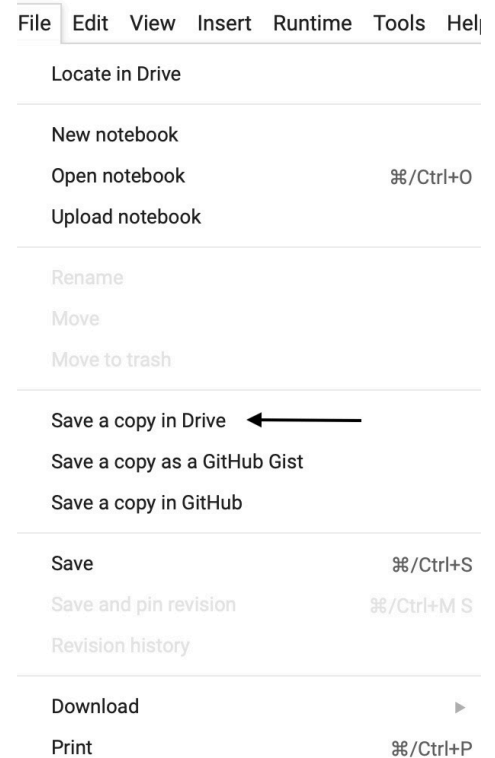 File Edit View Insert Runtime Tools Help
Locate in Drive
New notebook
Open notebook ⌘/Ctrl+O
Upload notebook
Rename
Move
Move to trash
Save a copy in Drive
Save a copy as a GitHub Gist
Save a copy in GitHub
Save ⌘/Ctrl+S
Save and pin revision ⌘/Ctrl+M S
Revision history
Download
Print ⌘/Ctrl+P